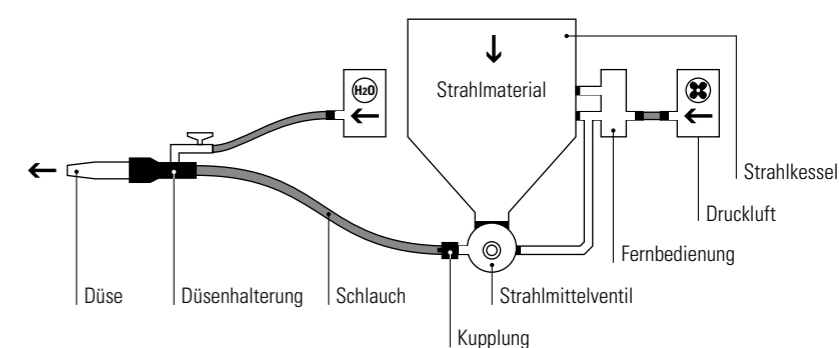 H2O
Strahlmaterial
Strahlkessel
Druckluft
Fernbedienung
Düse
Düsenhalterung
Schlauch
Strahlmittelventil
Kupplung